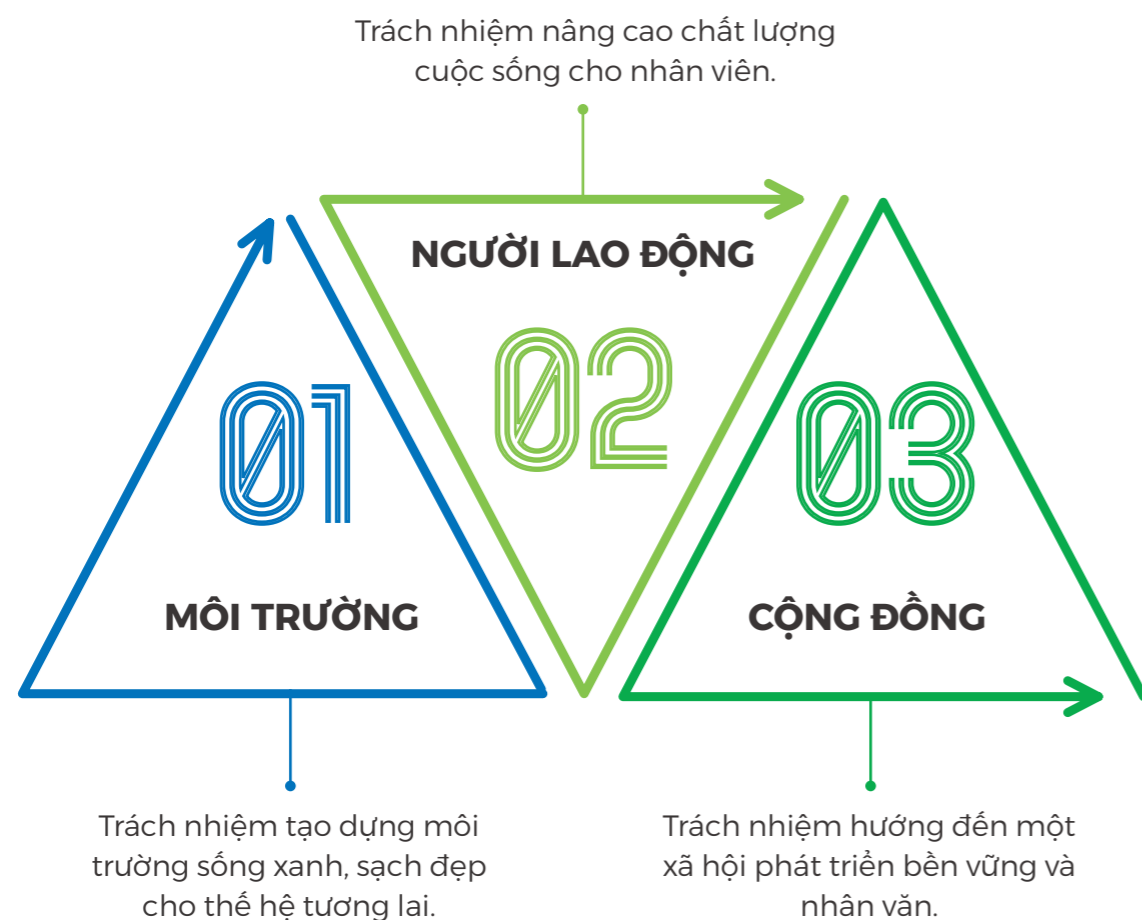 Trách nhiệm nâng cao chất lượng
cuộc sống cho nhân viên.
NGƯỜI LAO ĐỘNG
02
01
MÔI TRƯỜNG
03
CỘNG ĐỒNG
Trách nhiệm tạo dựng môi
trường sống xanh, sạch đẹp
cho thế hệ tương lai.
Trách nhiệm hướng đến một
xã hội phát triển bền vững và
nhân văn.